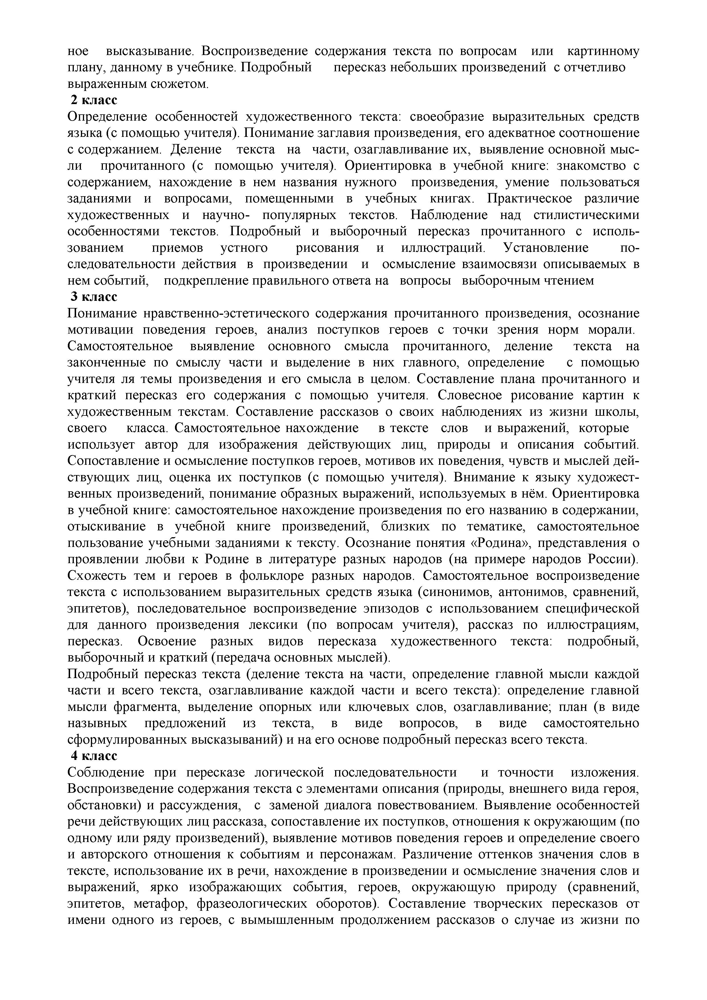 ное высказывание. Воспроизведение содержания текста по вопросам или картинному
плану, данному в учебнике. Подробный пересказ небольших произведений с отчетливо
выраженным сюжетом.
2 класс
Определение особенностей художественного текста: своеобразие выразительных средств
языка (с помощью учителя). Понимание заглавия произведения, его адекватное соотношение
с содержанием. Деление текста на части, озаглавливание их, выявление основной мыс-
ли прочитанного (с помощью учителя). Ориентировка в учебной книге: знакомство с
содержанием, нахождение в нем названия нужного произведения, умение пользоваться
заданиями и вопросами, помещенными в учебных книгах. Практическое различие
художественных и научно- популярных текстов. Наблюдение над стилистическими
особенностями текстов. Подробный и выборочный пересказ прочитанного с исполь-
зованием приемов устного рисования и иллюстраций. Установление по-
следовательности действия в произведении и осмысление взаимосвязи описываемых в
нем событий, подкрепление правильного ответа на вопросы выборочным чтением
3 класс
Понимание нравственно-эстетического содержания прочитанного произведения, осознание
мотивации поведения героев, анализ поступков героев с точки зрения норм морали.
Самостоятельное выявление основного смысла прочитанного, деление текста на
законченные по смыслу части и выделение в них главного, определение с помощью
учителя ля темы произведения и его смысла в целом. Составление плана прочитанного и
краткий пересказ его содержания с помощью учителя. Словесное рисование картин к
художественным текстам. Составление рассказов о своих наблюдениях из жизни школы,
своего класса. Самостоятельное нахождение в тексте слов и выражений, которые
использует автор для изображения действующих лиц, природы и описания событий.
Сопоставление и осмысление поступков героев, мотивов их поведения, чувств и мыслей дей-
ствующих лиц, оценка их поступков (с помощью учителя). Внимание к языку художест-
венных произведений, понимание образных выражений, используемых в нём. Ориентировка
в учебной книге: самостоятельное нахождение произведения по его названию в содержании,
отыскивание в учебной книге произведений, близких по тематике, самостоятельное
пользование учебными заданиями к тексту. Осознание понятия «Родина», представления о
проявлении любви к Родине в литературе разных народов (на примере народов России).
Схожесть тем и героев в фольклоре разных народов. Самостоятельное воспроизведение
текста с использованием выразительных средств языка (синонимов, антонимов, сравнений,
эпитетов), последовательное воспроизведение эпизодов с использованием специфической
для данного произведения лексики (по вопросам учителя), рассказ по иллюстрациям,
пересказ. Освоение разных видов пересказа художественного текста: подробный,
выборочный и краткий (передача основных мыслей).
Подробный пересказ текста (деление текста на части, определение главной мысли каждой
части и всего текста, озаглавливание каждой части и всего текста): определение главной
мысли фрагмента, выделение опорных или ключевых слов, озаглавливание; план (в виде
назывных предложений из текста, в виде вопросов, в виде самостоятельно
сформулированных высказываний) и на его основе подробный пересказ всего текста.
4 класс
Соблюдение при пересказе логической последовательности и точности изложения.
Воспроизведение содержания текста с элементами описания (природы, внешнего вида героя,
обстановки) и рассуждения, с заменой диалога повествованием. Выявление особенностей
речи действующих лиц рассказа, сопоставление их поступков, отношения к окружающим (по
одному или ряду произведений), выявление мотивов поведения героев и определение своего
и авторского отношения к событиям и персонажам. Различение оттенков значения слов в
тексте, использование их в речи, нахождение в произведении и осмысление значения слов и
выражений, ярко изображающих события, героев, окружающую природу (сравнений,
эпитетов, метафор, фразеологических оборотов). Составление творческих пересказов от
имени одного из героев, с вымышленным продолжением рассказов о случае из жизни по